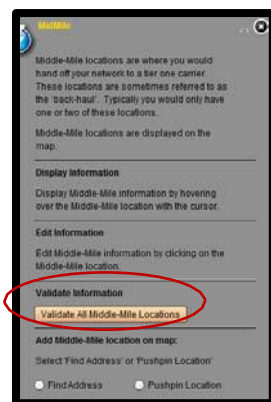 MidMile
Middle-Mile locations are where you would
hand off your network to a tier one carrier.
These locations are sometimes referred to as
the 'back-haul'. Typically you would only have
one or two of these locations.
Middle-Mile locations are displayed on the
map.
Display Information
Display Middle-Mile information by hovering
over the Middle-Mile location with the cursor.
Edit Information
Edit Middle-Mile information by clicking on the
Middle-Mile location.
Validate Information
Validate All Middle-Mile Locations
Add Middle-Mile location on map:
Select 'Find Address' or 'Pushpin Location'
Find Address Pushpin Location